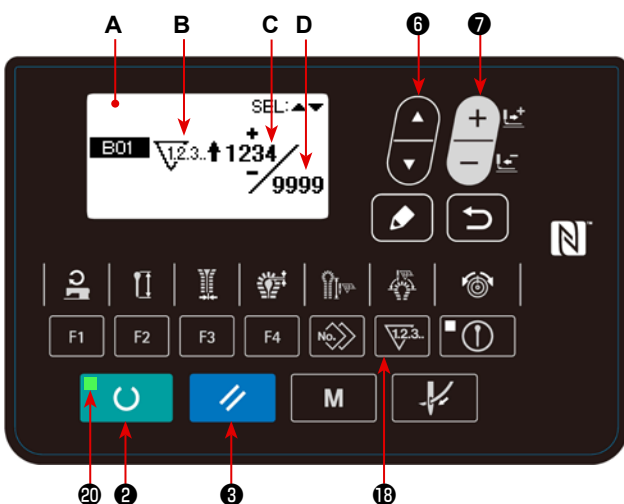 A B C D ❻ ❼
SEL:▲▼
B01 1.2.3.. + 1234
− 9999
+
−
N
F1 F2 F3 F4 No. 1.2.3..
M
⓴ ❷ ❸ ⓲